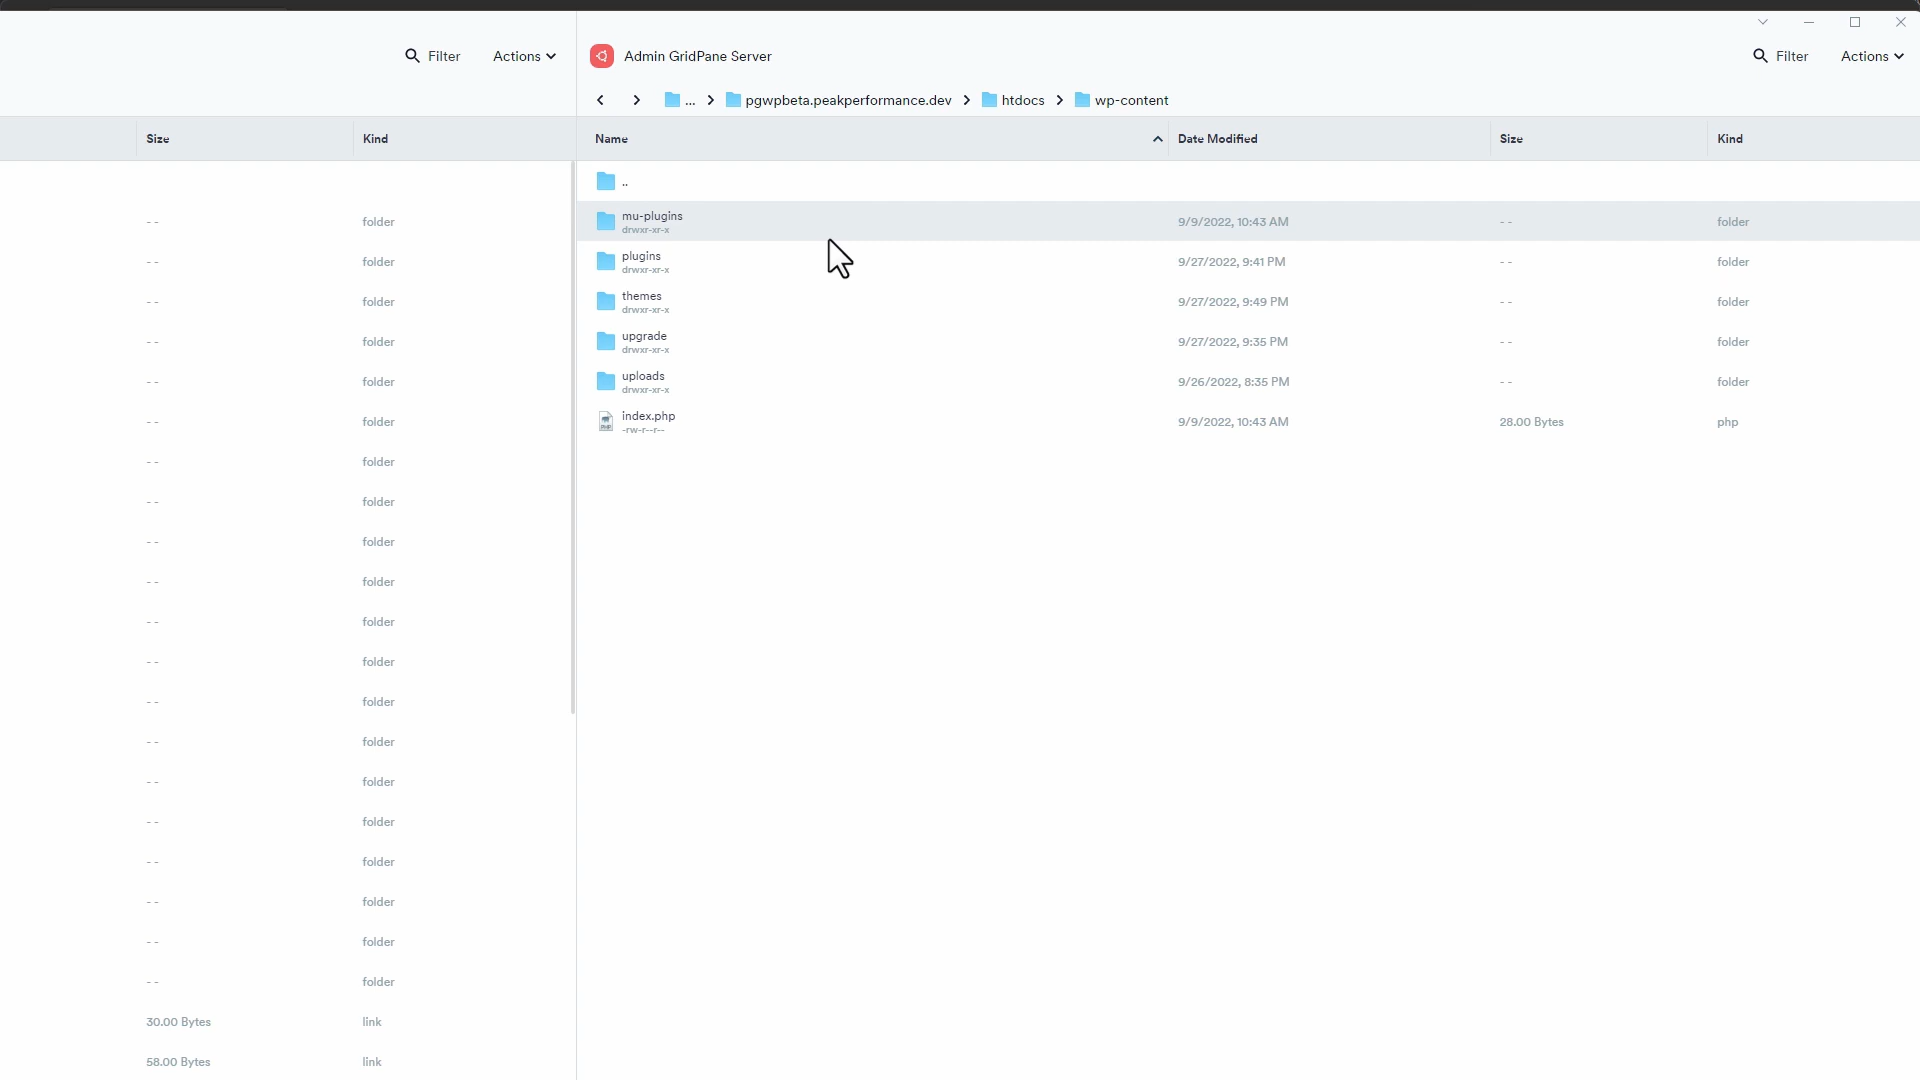 Filter Actions
Admin GridPane Server
Filter Actions
... pgwpbeta.peakperformance.dev htdocs wp-content
Size Kind
Name Date Modified Size Kind
..
-- folder
mu-plugins 9/9/2022, 10:43 AM -- folder
drwxr-xr-x
-- folder
plugins 9/27/2022, 9:41 PM -- folder
drwxr-xr-x
-- folder
themes 9/27/2022, 9:49 PM -- folder
drwxr-xr-x
-- folder
upgrade 9/27/2022, 9:35 PM -- folder
drwxr-xr-x
-- folder
uploads 9/26/2022, 8:35 PM -- folder
drwxr-xr-x
-- folder
index.php 9/9/2022, 10:43 AM 28.00 Bytes php
-rw-r--r--
-- folder
-- folder
-- folder
-- folder
-- folder
-- folder
-- folder
-- folder
-- folder
-- folder
-- folder
-- folder
-- folder
-- folder
30.00 Bytes link
58.00 Bytes link